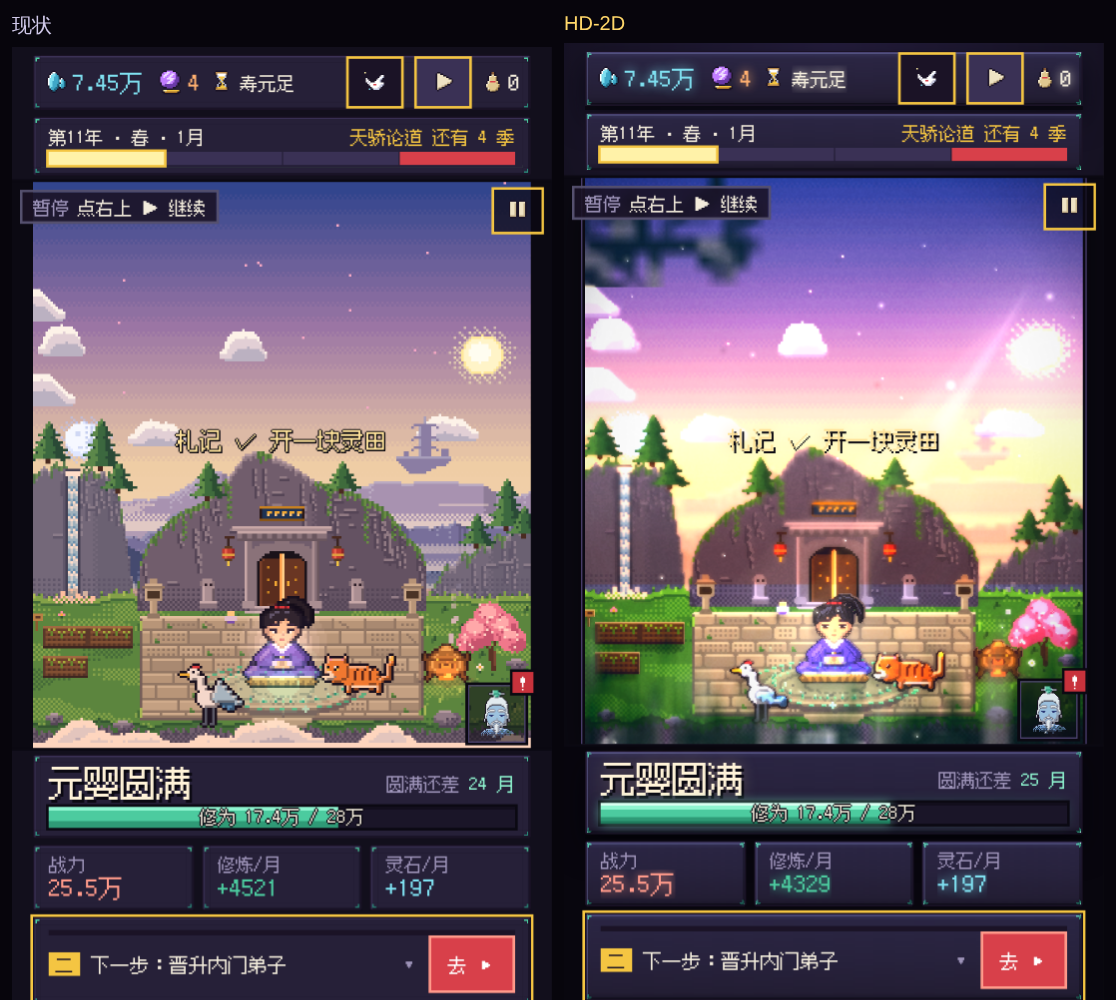 现状
7.45万 4 寿元足 0
第11年 · 春 · 1月 天骄论道 还有 4 季
暂停 点右上 ▶ 继续
札记 ✓ 开一块灵田
元婴圆满 圆满还差 24 月
修为 17.4万 / 28万
战力 修炼/月 灵石/月
25.5万 +4521 +197
二 下一步：晋升内门弟子 ▼ 去 ▶
HD-2D
7.45万 4 寿元足 0
第11年 · 春 · 1月 天骄论道 还有 4 季
暂停 点右上 ▶ 继续
札记 ✓ 开一块灵田
元婴圆满 圆满还差 25 月
修为 17.4万 / 28万
战力 修炼/月 灵石/月
25.5万 +4329 +197
二 下一步：晋升内门弟子 ▼ 去 ▶